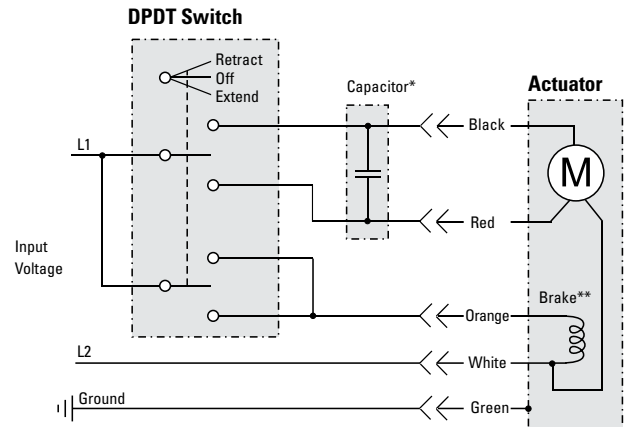 DPDT Switch
Retract
Off
Extend
Capacitor*
Actuator
L1
Black
M
Red
Input
Voltage
Brake**
Orange
L2
White
Ground
Green